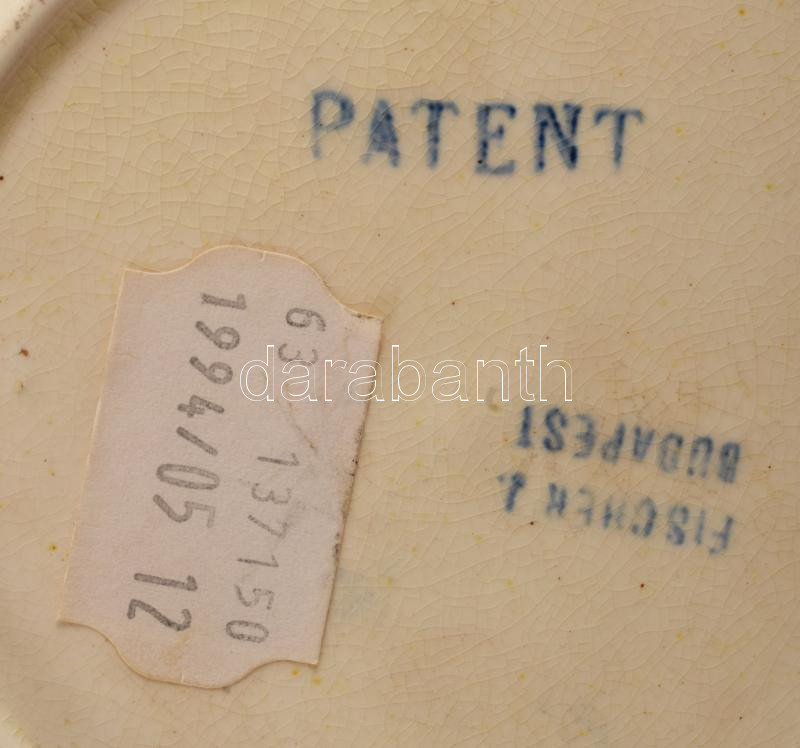 PATENT
63 137150
1994/05 12
darabanth
FISCHER J.
BUDAPEST